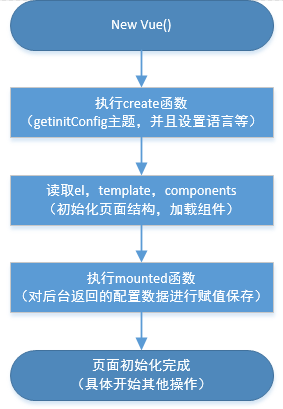 New Vue()
执行create函数
（getinitConfig主题，并且设置语言等）
读取el，template，components
（初始化页面结构，加载组件）
执行mounted函数
（对后台返回的配置数据进行赋值保存）
页面初始化完成
（具体开始其他操作）